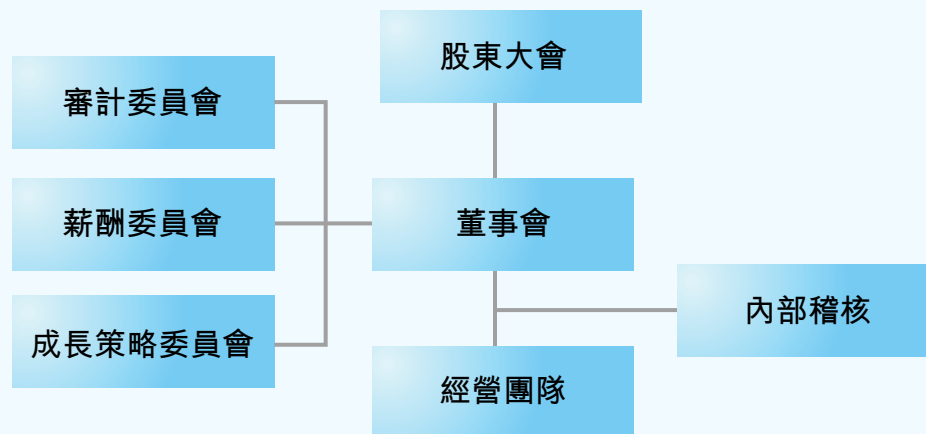 股東大會
審計委員會
薪酬委員會
董事會
成長策略委員會
內部稽核
經營團隊